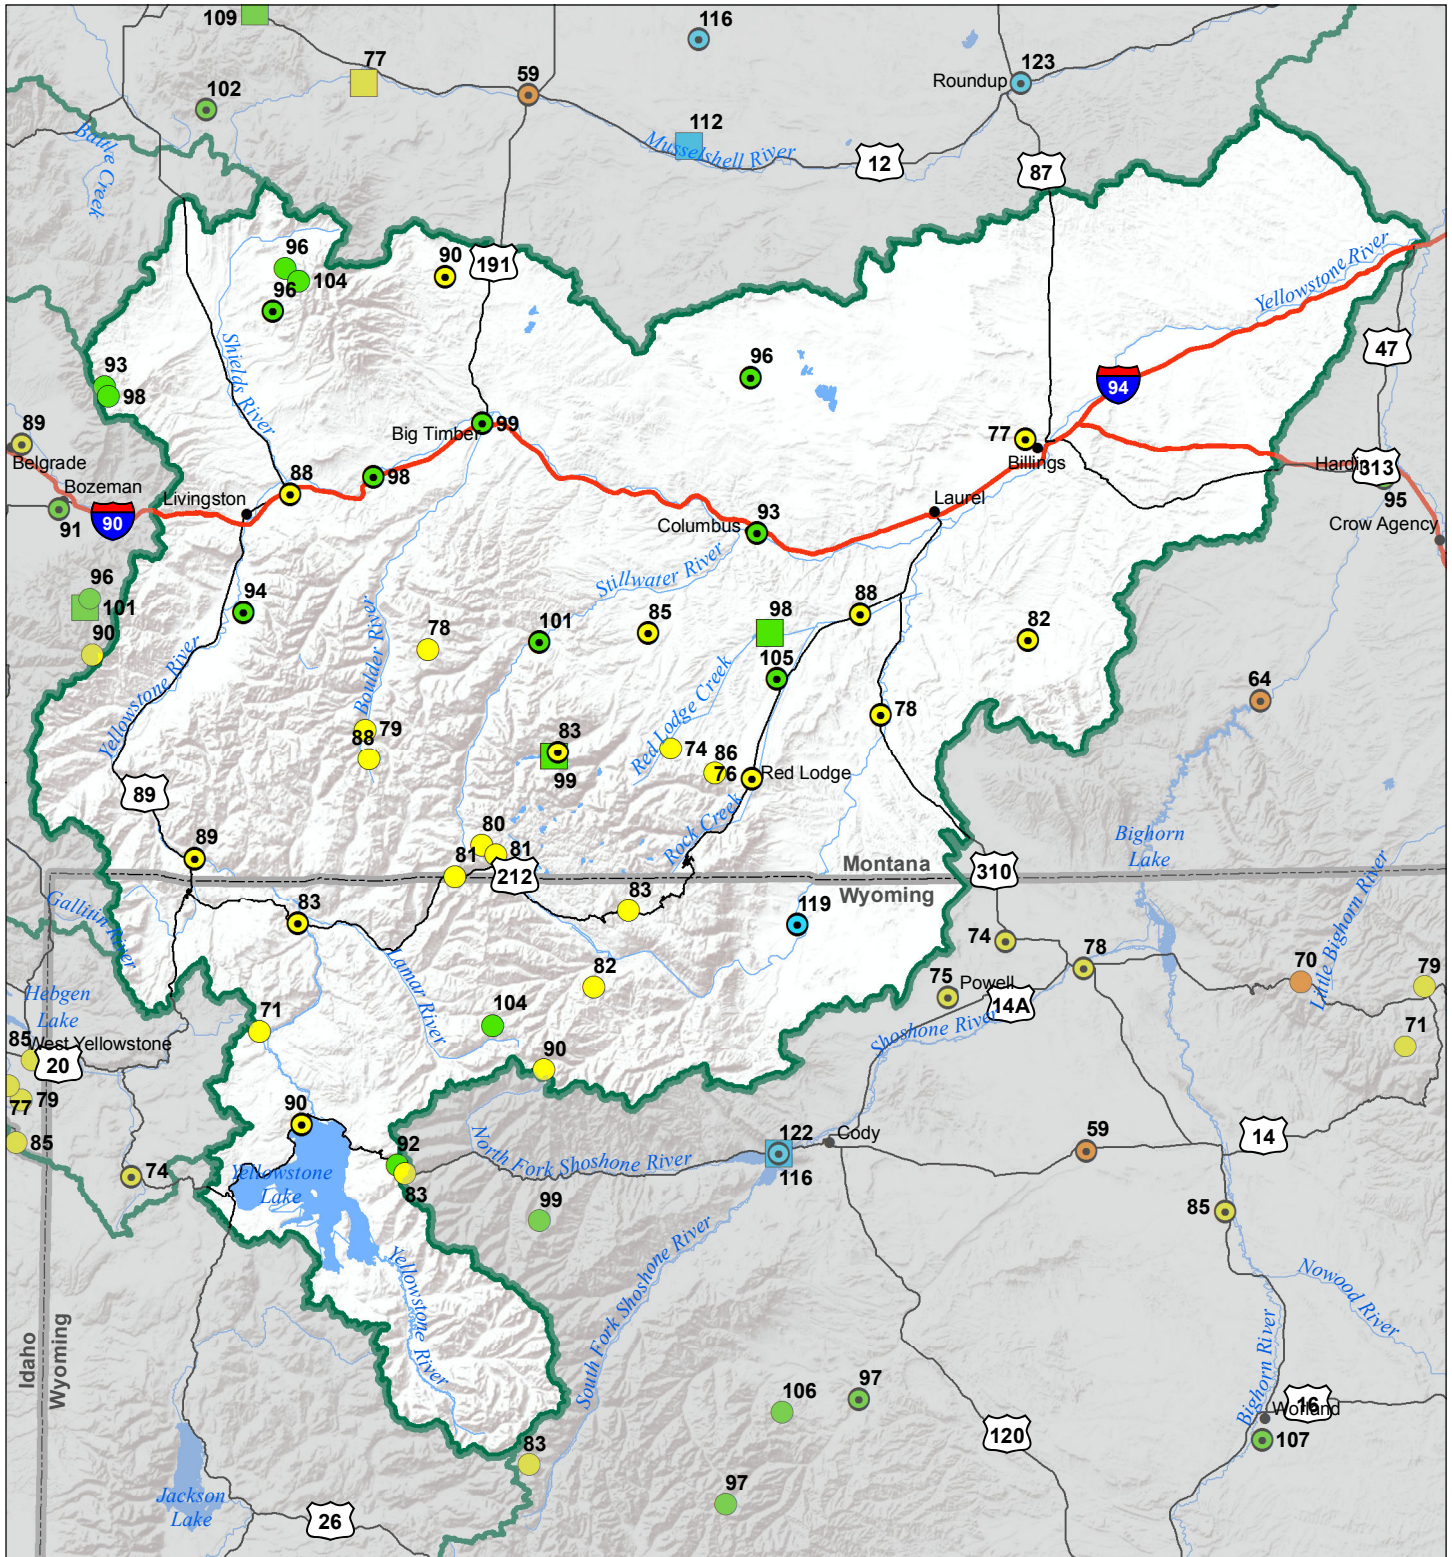 109
116
77
59
123
Roundup
102
112
Battle
Creek
Musselshell River
12
87
96
104
90
191
96
Yellowstone River
Shields River
47
93
98
96
94
89
Belgrade
Big Timber
99
77
Billings
Hardin
313
95
Bozeman
91
90
Livingston
88
98
Laurel
Columbus
93
Crow Agency
Stillwater River
96
101
90
94
Boulder River
78
101
85
98
88
82
105
Yellowstone River
Red Lodge Creek
64
78
79
88
83
99
74
86
76
Red Lodge
89
Rock Creek
Bighorn
Lake
89
80
81
81
212
Montana
Wyoming
310
Little Bighorn River
Gallatin River
83
83
119
74
78
Lamar River
82
75
Powell
14A
70
79
Hebgen
Lake
71
104
Shoshone River
71
85
West Yellowstone
20
90
77
79
90
85
92
83
North Fork Shoshone River
122
116
Cody
59
14
74
Yellowstone
Lake
99
85
Yellowstone River
South Fork Shoshone River
Nowood River
Idaho
Wyoming
Bighorn River
106
97
16
Worland
107
120
83
97
Jackson
Lake
26